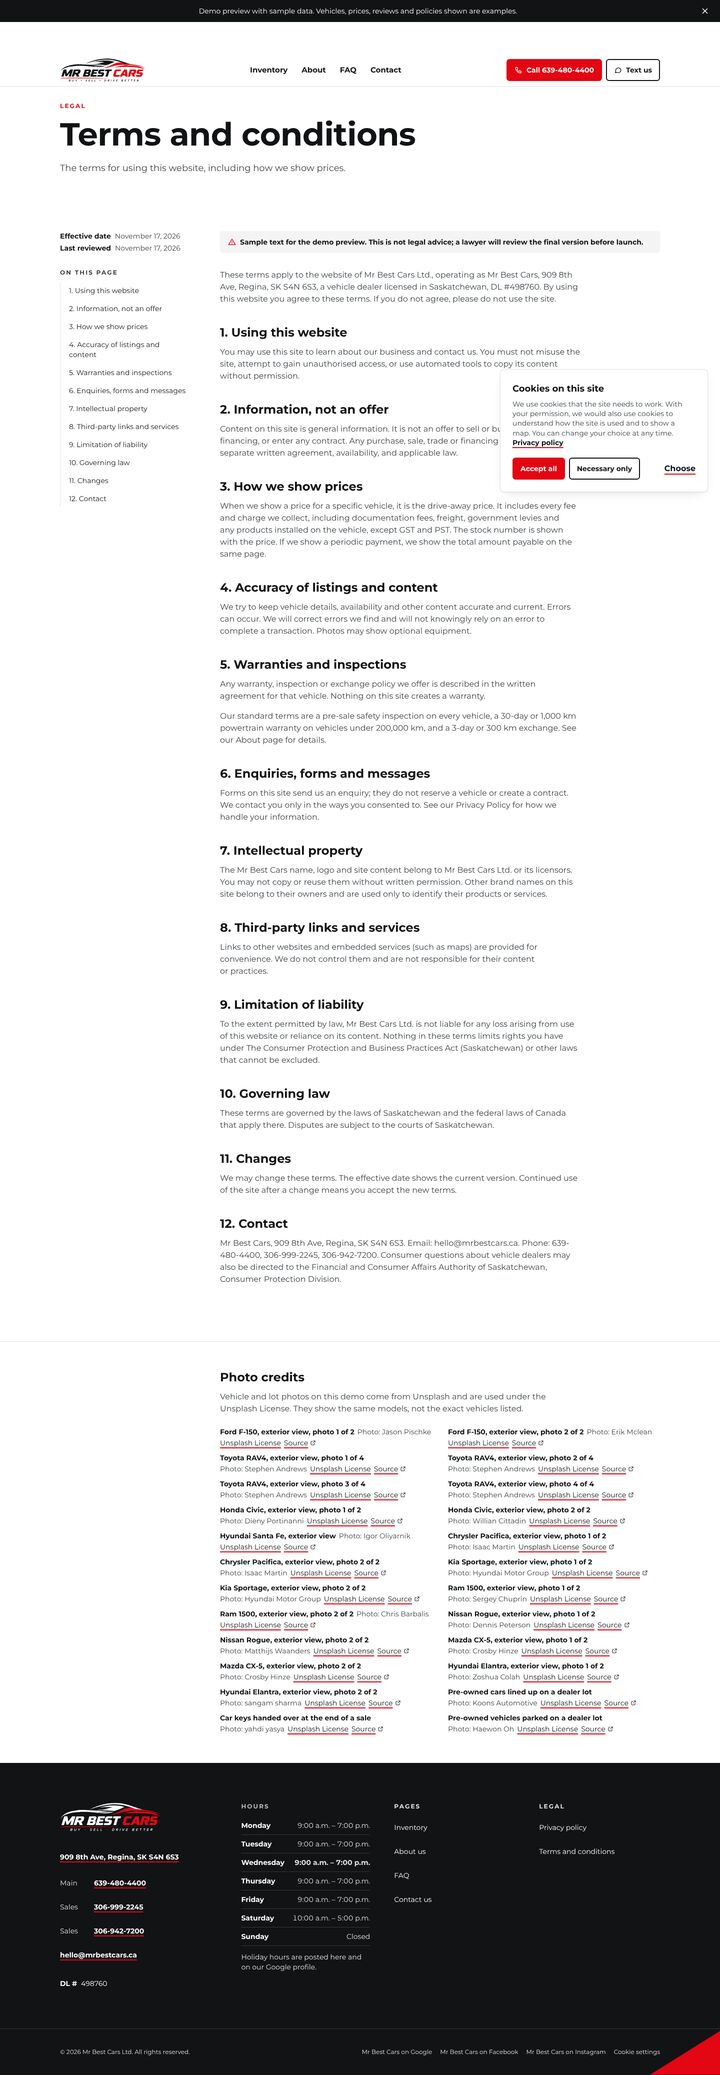 Demo preview with sample data. Vehicles, prices, reviews and policies shown are examples.
MR BEST CARS
BUY · SELL · DRIVE BETTER
Inventory
About
FAQ
Contact
Call 639-480-4400
Text us
LEGAL
Terms and conditions
The terms for using this website, including how we show prices.
Effective date November 17, 2026
Last reviewed November 17, 2026
ON THIS PAGE
1. Using this website
2. Information, not an offer
3. How we show prices
4. Accuracy of listings and
content
5. Warranties and inspections
6. Enquiries, forms and messages
7. Intellectual property
8. Third-party links and services
9. Limitation of liability
10. Governing law
11. Changes
12. Contact
Sample text for the demo preview. This is not legal advice; a lawyer will review the final version before launch.
These terms apply to the website of Mr Best Cars Ltd., operating as Mr Best Cars, 909 8th
Ave, Regina, SK S4N 6S3, a vehicle dealer licensed in Saskatchewan, DL #498760. By using
this website you agree to these terms. If you do not agree, please do not use the site.
1. Using this website
You may use this site to learn about our business and contact us. You must not misuse the
site, attempt to gain unauthorised access, or use automated tools to copy its content
without permission.
2. Information, not an offer
Content on this site is general information. It is not an offer to sell or bu
financing, or enter any contract. Any purchase, sale, trade or financing
separate written agreement, availability, and applicable law.
Cookies on this site
We use cookies that the site needs to work. With
your permission, we would also use cookies to
understand how the site is used and to show a
map. You can change your choice at any time.
Privacy policy
Accept all
Necessary only
Choose
3. How we show prices
When we show a price for a specific vehicle, it is the drive-away price. It includes every fee
and charge we collect, including documentation fees, freight, government levies and
any products installed on the vehicle, except GST and PST. The stock number is shown
with the price. If we show a periodic payment, we show the total amount payable on the
same page.
4. Accuracy of listings and content
We try to keep vehicle details, availability and other content accurate and current. Errors
can occur. We will correct errors we find and will not knowingly rely on an error to
complete a transaction. Photos may show optional equipment.
5. Warranties and inspections
Any warranty, inspection or exchange policy we offer is described in the written
agreement for that vehicle. Nothing on this site creates a warranty.
Our standard terms are a pre-sale safety inspection on every vehicle, a 30-day or 1,000 km
powertrain warranty on vehicles under 200,000 km, and a 3-day or 300 km exchange. See
our About page for details.
6. Enquiries, forms and messages
Forms on this site send us an enquiry; they do not reserve a vehicle or create a contract.
We contact you only in the ways you consented to. See our Privacy Policy for how we
handle your information.
7. Intellectual property
The Mr Best Cars name, logo and site content belong to Mr Best Cars Ltd. or its licensors.
You may not copy or reuse them without written permission. Other brand names on this
site belong to their owners and are used only to identify their products or services.
8. Third-party links and services
Links to other websites and embedded services (such as maps) are provided for
convenience. We do not control them and are not responsible for their content
or practices.
9. Limitation of liability
To the extent permitted by law, Mr Best Cars Ltd. is not liable for any loss arising from use
of this website or reliance on its content. Nothing in these terms limits rights you have
under The Consumer Protection and Business Practices Act (Saskatchewan) or other laws
that cannot be excluded.
10. Governing law
These terms are governed by the laws of Saskatchewan and the federal laws of Canada
that apply there. Disputes are subject to the courts of Saskatchewan.
11. Changes
We may change these terms. The effective date shows the current version. Continued use
of the site after a change means you accept the new terms.
12. Contact
Mr Best Cars, 909 8th Ave, Regina, SK S4N 6S3. Email: hello@mrbestcars.ca. Phone: 639-
480-4400, 306-999-2245, 306-942-7200. Consumer questions about vehicle dealers may
also be directed to the Financial and Consumer Affairs Authority of Saskatchewan,
Consumer Protection Division.
Photo credits
Vehicle and lot photos on this demo come from Unsplash and are used under the
Unsplash License. They show the same models, not the exact vehicles listed.
Ford F-150, exterior view, photo 1 of 2 Photo: Jason Pischke
Unsplash License Source
Ford F-150, exterior view, photo 2 of 2 Photo: Erik Mclean
Unsplash License Source
Toyota RAV4, exterior view, photo 1 of 4
Photo: Stephen Andrews Unsplash License Source
Toyota RAV4, exterior view, photo 2 of 4
Photo: Stephen Andrews Unsplash License Source
Toyota RAV4, exterior view, photo 3 of 4
Photo: Stephen Andrews Unsplash License Source
Toyota RAV4, exterior view, photo 4 of 4
Photo: Stephen Andrews Unsplash License Source
Honda Civic, exterior view, photo 1 of 2
Photo: Dieny Portinanni Unsplash License Source
Honda Civic, exterior view, photo 2 of 2
Photo: Willian Cittadin Unsplash License Source
Hyundai Santa Fe, exterior view Photo: Igor Oliyarnik
Unsplash License Source
Chrysler Pacifica, exterior view, photo 1 of 2
Photo: Isaac Martin Unsplash License Source
Chrysler Pacifica, exterior view, photo 2 of 2
Photo: Isaac Martin Unsplash License Source
Kia Sportage, exterior view, photo 1 of 2
Photo: Hyundai Motor Group Unsplash License Source
Kia Sportage, exterior view, photo 2 of 2
Photo: Hyundai Motor Group Unsplash License Source
Ram 1500, exterior view, photo 1 of 2
Photo: Sergey Chuprin Unsplash License Source
Ram 1500, exterior view, photo 2 of 2 Photo: Chris Barbalis
Unsplash License Source
Nissan Rogue, exterior view, photo 1 of 2
Photo: Dennis Peterson Unsplash License Source
Nissan Rogue, exterior view, photo 2 of 2
Photo: Matthijs Waanders Unsplash License Source
Mazda CX-5, exterior view, photo 1 of 2
Photo: Crosby Hinze Unsplash License Source
Mazda CX-5, exterior view, photo 2 of 2
Photo: Crosby Hinze Unsplash License Source
Hyundai Elantra, exterior view, photo 1 of 2
Photo: Zoshua Colah Unsplash License Source
Hyundai Elantra, exterior view, photo 2 of 2
Photo: sangam sharma Unsplash License Source
Pre-owned cars lined up on a dealer lot
Photo: Koons Automotive Unsplash License Source
Car keys handed over at the end of a sale
Photo: yahdi yasya Unsplash License Source
Pre-owned vehicles parked on a dealer lot
Photo: Haewon Oh Unsplash License Source
MR BEST CARS
BUY · SELL · DRIVE BETTER
909 8th Ave, Regina, SK S4N 6S3
Main 639-480-4400
Sales 306-999-2245
Sales 306-942-7200
hello@mrbestcars.ca
DL # 498760
HOURS
Monday 9:00 a.m. – 7:00 p.m.
Tuesday 9:00 a.m. – 7:00 p.m.
Wednesday 9:00 a.m. – 7:00 p.m.
Thursday 9:00 a.m. – 7:00 p.m.
Friday 9:00 a.m. – 7:00 p.m.
Saturday 10:00 a.m. – 5:00 p.m.
Sunday Closed
Holiday hours are posted here and
on our Google profile.
PAGES
Inventory
About us
FAQ
Contact us
LEGAL
Privacy policy
Terms and conditions
© 2026 Mr Best Cars Ltd. All rights reserved.
Mr Best Cars on Google
Mr Best Cars on Facebook
Mr Best Cars on Instagram
Cookie settings